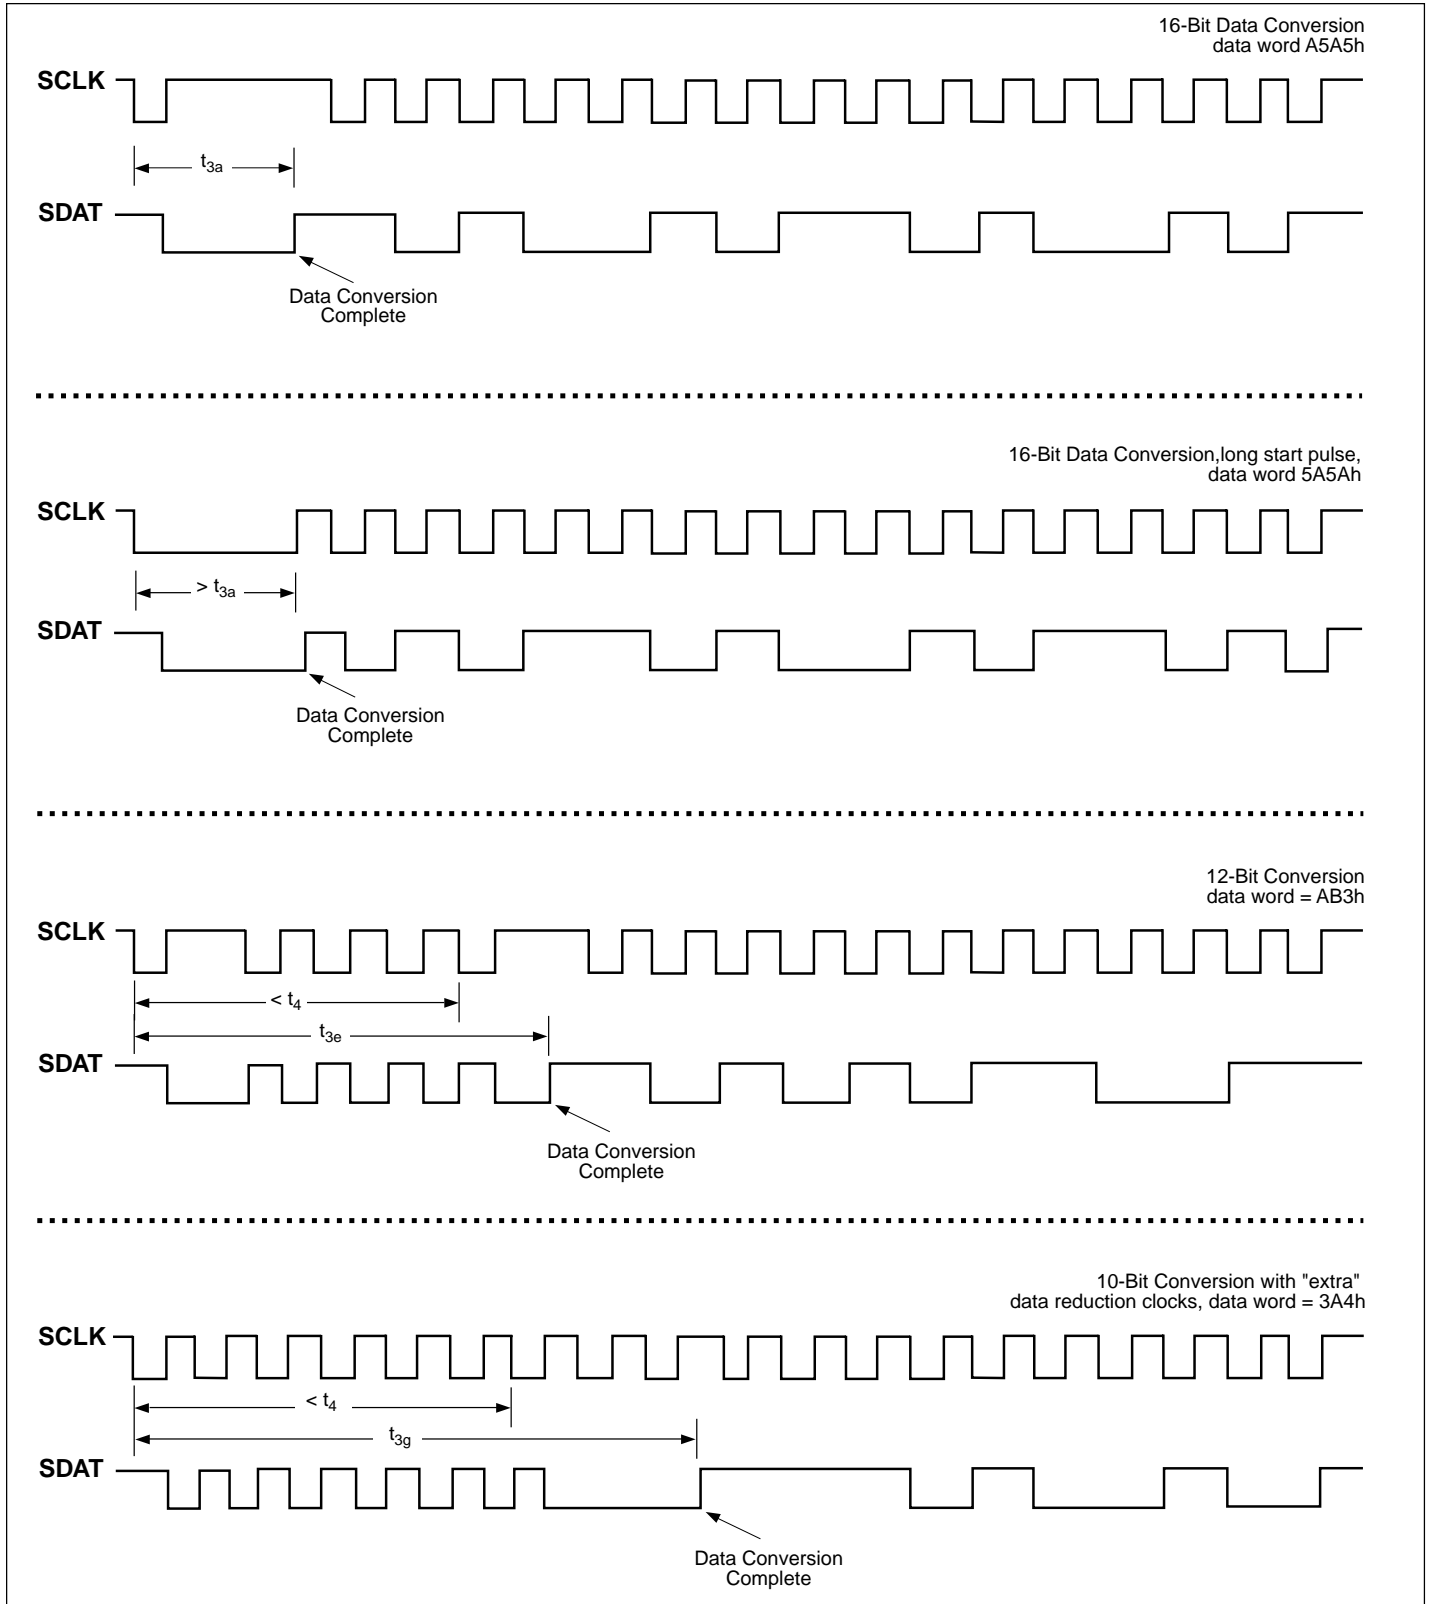 16-Bit Data Conversion
data word A5A5h
SCLK
t3a
SDAT
Data Conversion
Complete
16-Bit Data Conversion,long start pulse,
data word 5A5Ah
SCLK
> t3a
SDAT
Data Conversion
Complete
12-Bit Conversion
data word = AB3h
SCLK
< t4
t3e
SDAT
Data Conversion
Complete
10-Bit Conversion with "extra"
data reduction clocks, data word = 3A4h
SCLK
< t4
t3g
SDAT
Data Conversion
Complete